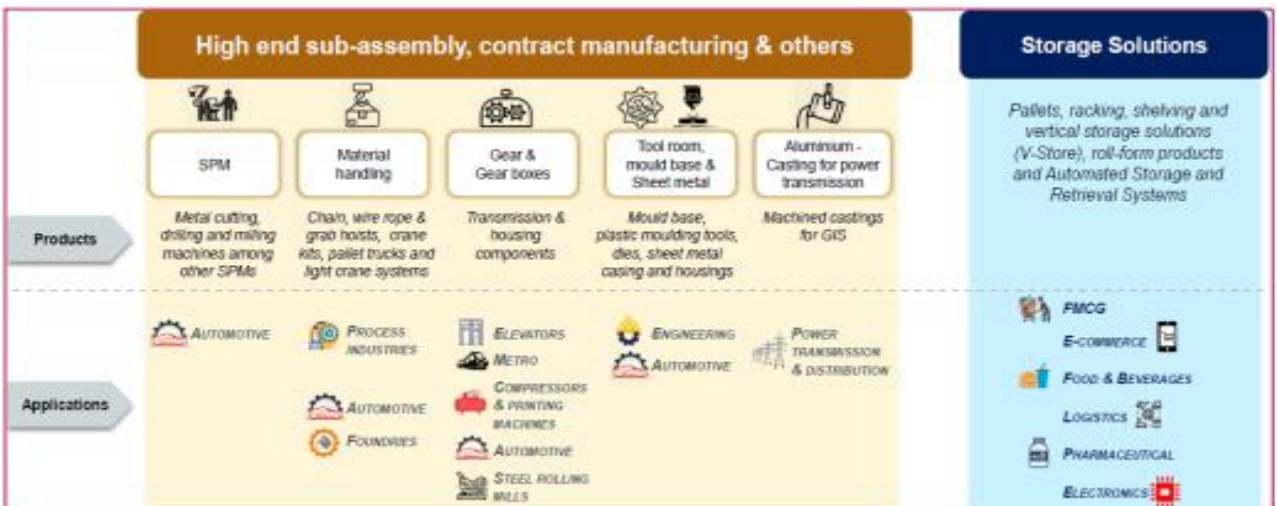 High end sub-assembly, contract manufacturing & others
Storage Solutions
SPM
Material
handling
Gear &
Gear boxes
Tool room,
mould base &
Sheet metal
Aluminium -
Casting for power
transmission
Pallets, racking, shelving and
vertical storage solutions
(V-Store), roll-form products
and Automated Storage and
Retrieval Systems
Products
Metal cutting,
drilling and milling
machines among
other SPMs
Chain, wire rope &
grab hoists, crane
kits, pallet trucks and
light crane systems
Transmission &
housing
components
Mould base,
plastic moulding tools,
dies, sheet metal
casing and housings
Machined castings
for GIS
Applications
AUTOMOTIVE
PROCESS
INDUSTRIES
AUTOMOTIVE
FOUNDRIES
ELEVATORS
METRO
COMPRESSORS
& PRINTING
MACHINES
AUTOMOTIVE
STEEL ROLLING
MILLS
ENGINEERING
AUTOMOTIVE
POWER
TRANSMISSION
& DISTRIBUTION
FMCG
E-COMMERCE
FOOD & BEVERAGES
LOGISTICS
PHARMACEUTICAL
ELECTRONICS